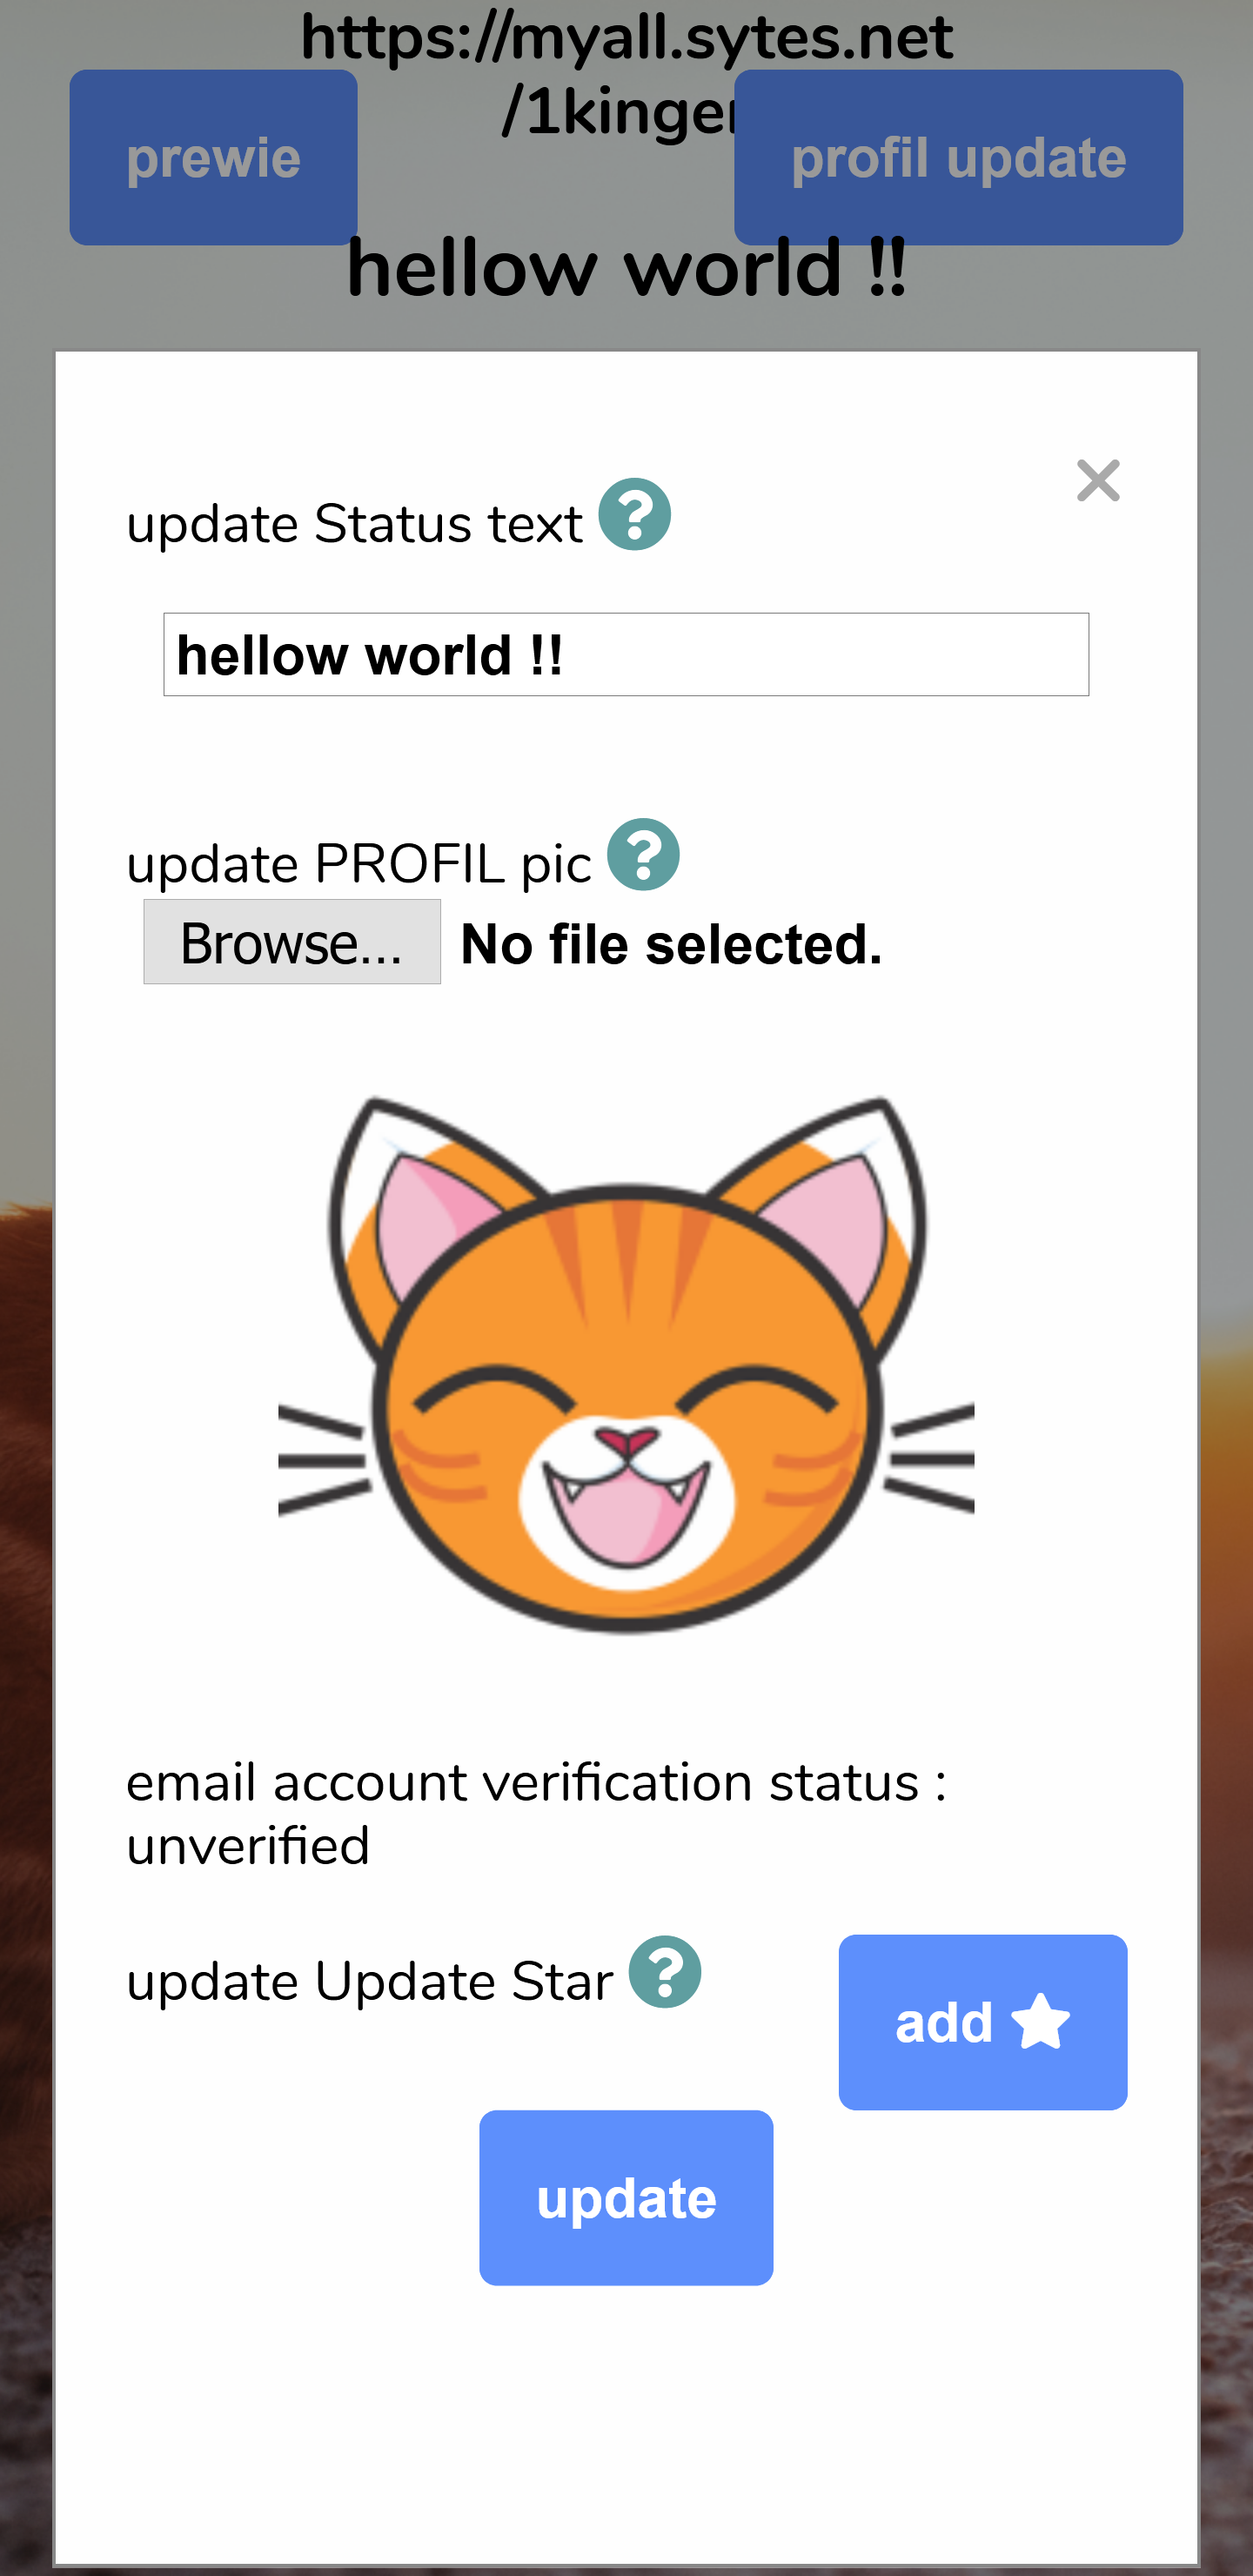 https://myall.sytes.net
prewie
profil update
hellow world !!
update Status text
hellow world !!
update PROFIL pic
Browse... No file selected.
email account verification status :
unverified
update Update Star
add
update